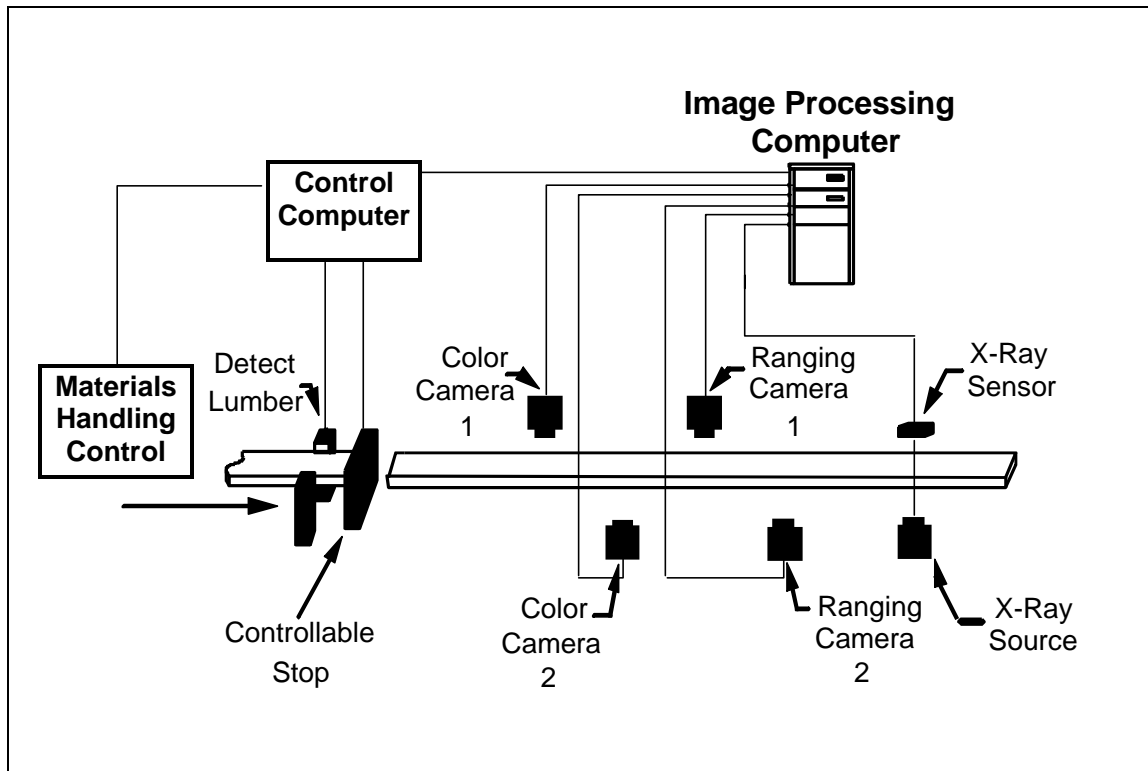 Image Processing
Computer
Control
Computer
Materials
Handling
Control
Detect
Lumber
Color
Camera
1
Ranging
Camera
1
X-Ray
Sensor
Controllable
Stop
Color
Camera
2
Ranging
Camera
2
X-Ray
Source